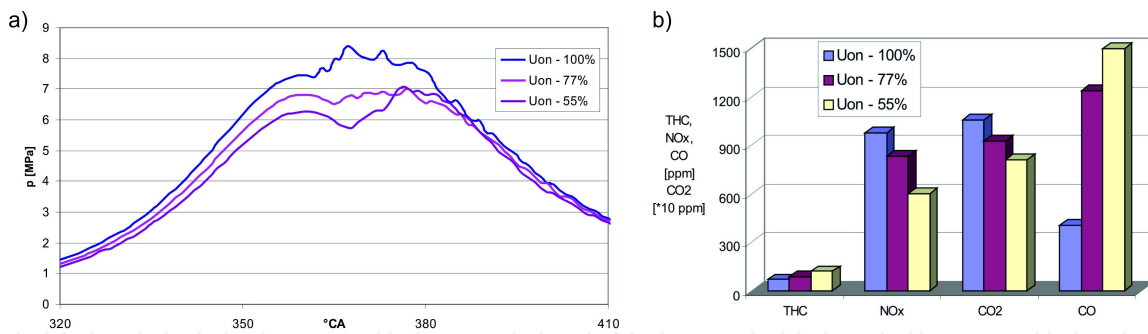 a)
9
8
7
6
5
4
3
2
1
0
p [MPa]
320
350
°CA
380
410
Uon - 100%
Uon - 77%
Uon - 55%
b)
1500
1200
900
600
300
0
THC,
NOx,
CO
[ppm]
CO2
[*10 ppm]
Uon - 100%
Uon - 77%
Uon - 55%
THC
NOx
CO2
CO